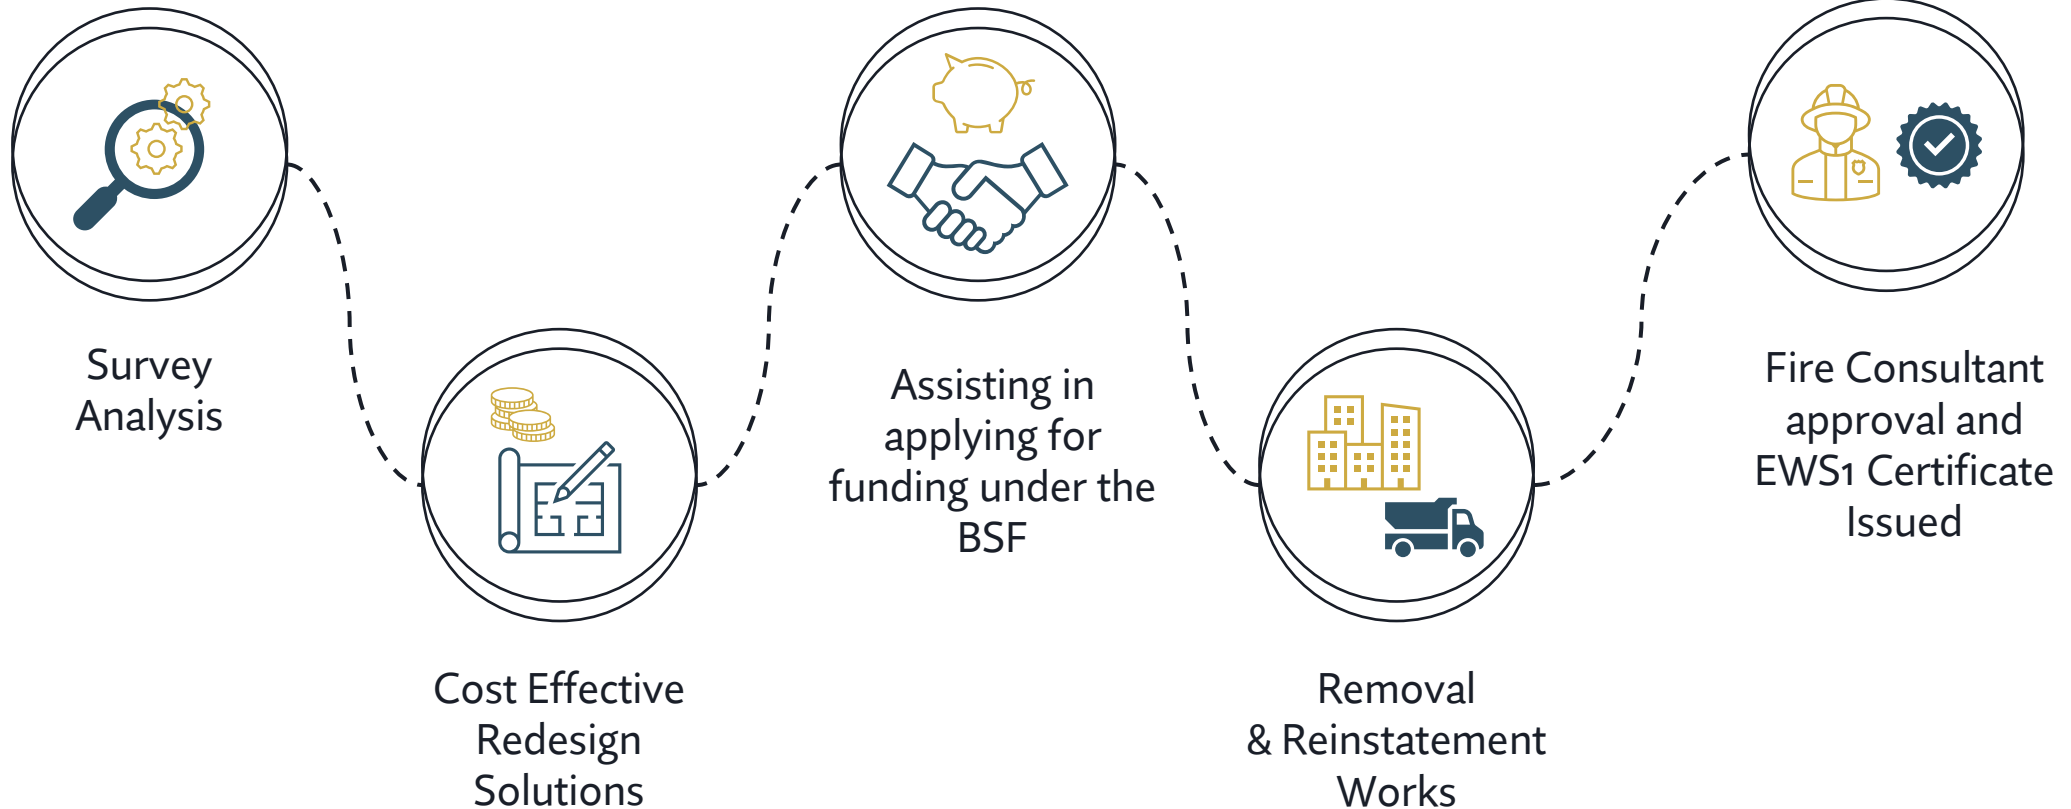 Survey
Analysis
Cost Effective
Redesign
Solutions
Assisting in
applying for
funding under the
BSF
Removal
& Reinstatement
Works
Fire Consultant
approval and
EWS1 Certificate
Issued